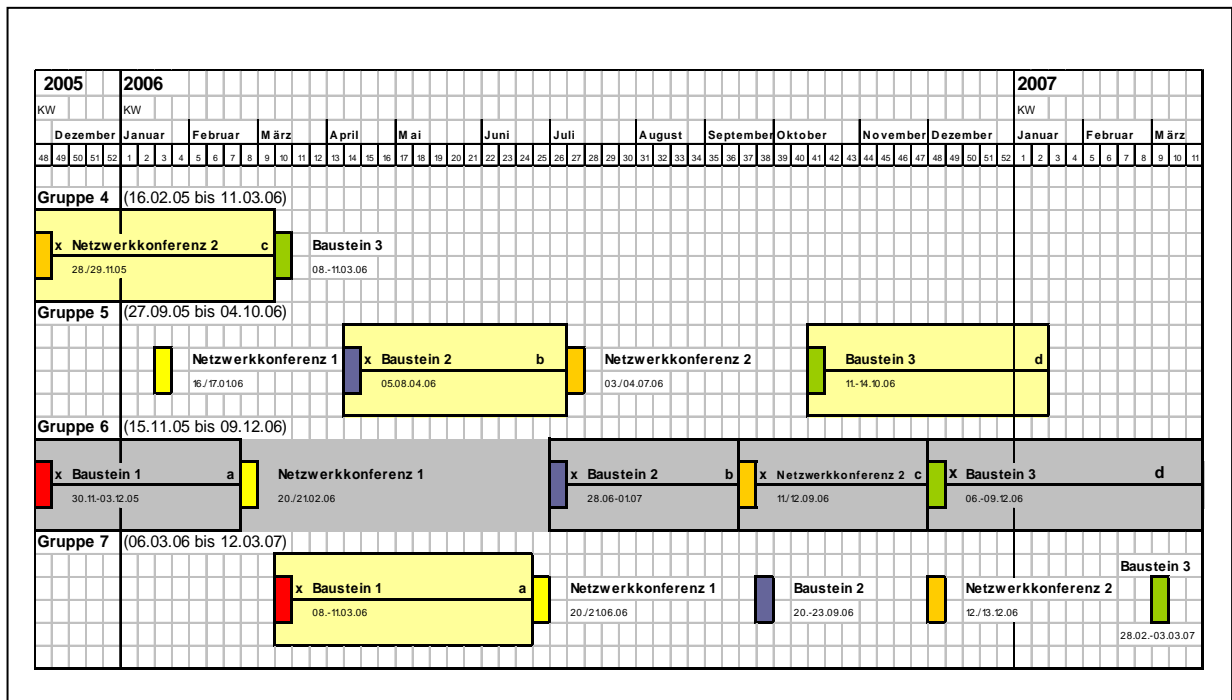 2005 2006 2007
KW KW KW
Dezember Januar Februar März April Mai Juni Juli August September Oktober November Dezember Januar Februar März
48 49 50 51 52 1 2 3 4 5 6 7 8 9 10 11 12 13 14 15 16 17 18 19 20 21 22 23 24 25 26 27 28 29 30 31 32 33 34 35 36 37 38 39 40 41 42 43 44 45 46 47 48 49 50 51 52 1 2 3 4 5 6 7 8 9 10 11
Gruppe 4 (16.02.05 bis 11.03.06)
x Netzwerkkonferenz 2 c Baustein 3
28./29.11.05 08.-11.03.06
Gruppe 5 (27.09.05 bis 04.10.06)
Netzwerkkonferenz 1 x Baustein 2 b Netzwerkkonferenz 2 Baustein 3 d
16./17.01.06 05.08.04.06 03./04.07.06 11.-14.10.06
Gruppe 6 (15.11.05 bis 09.12.06)
x Baustein 1 a Netzwerkkonferenz 1 x Baustein 2 b x Netzwerkkonferenz 2 c x Baustein 3 d
30.11.-03.12.05 20./21.02.06 28.06-01.07 11./12.09.06 06.-09.12.06
Gruppe 7 (06.03.06 bis 12.03.07)
Baustein 3
x Baustein 1 a Netzwerkkonferenz 1 Baustein 2 Netzwerkkonferenz 2
08.-11.03.06 20./21.06.06 20.-23.09.06 12./13.12.06
28.02.-03.03.07